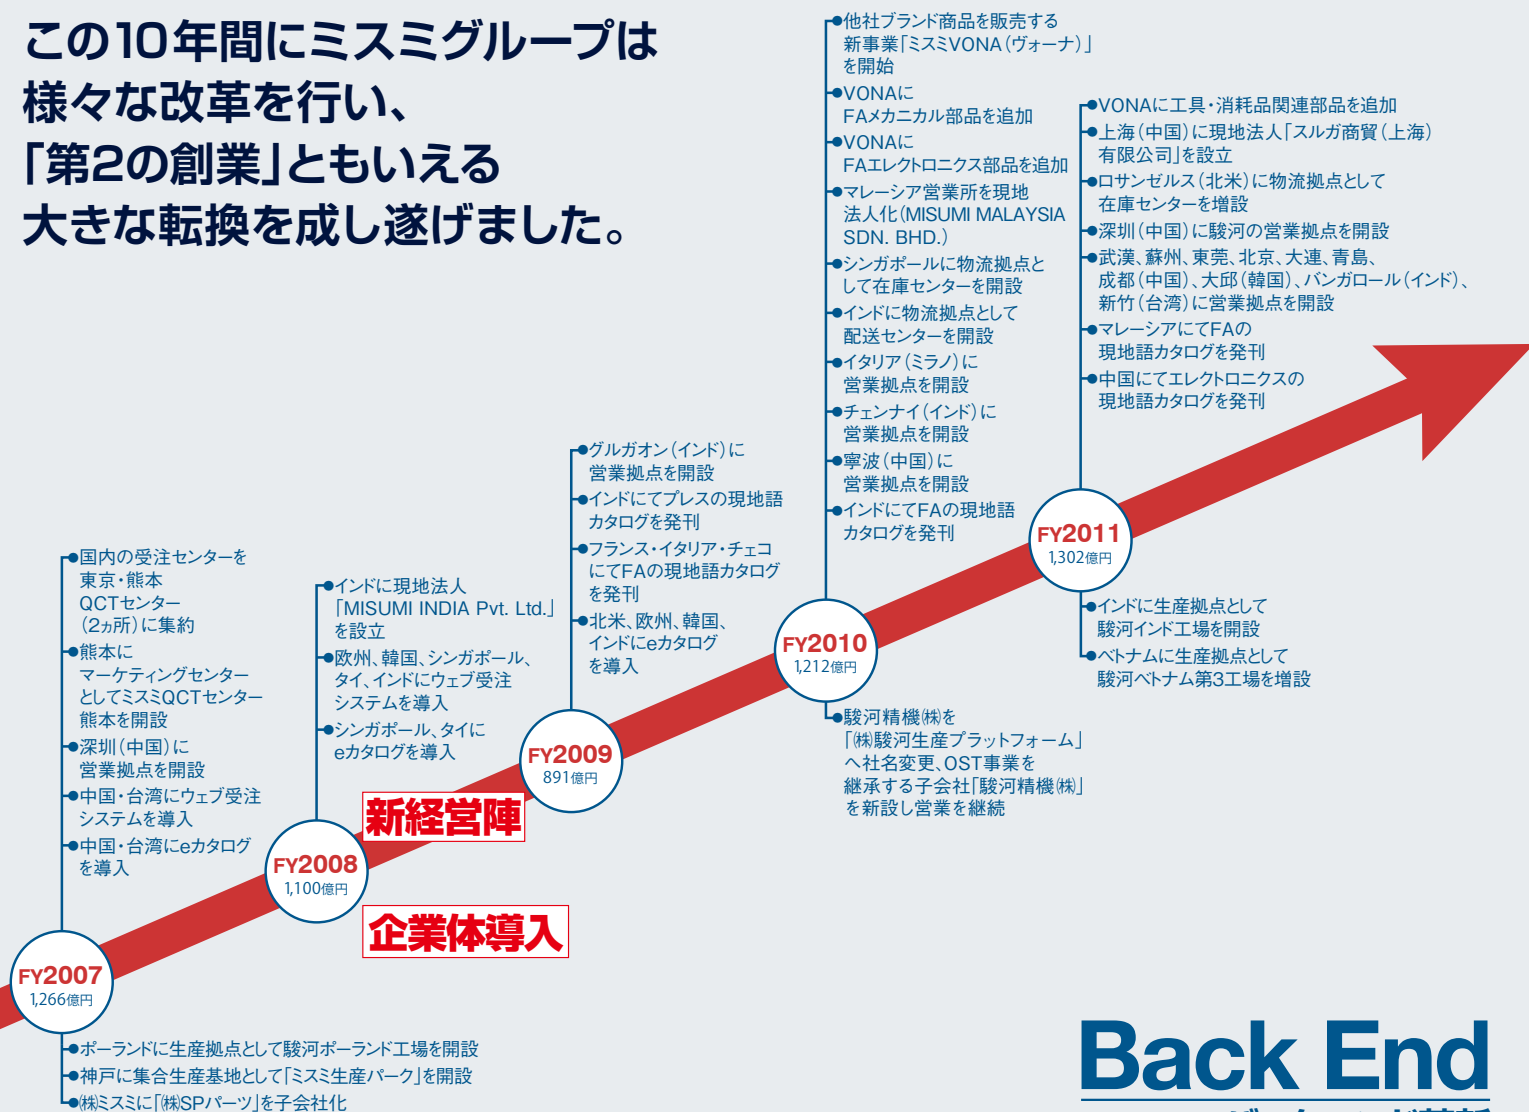 この10年間にミスミグループは
様々な改革を行い、
「第2の創業」ともいえる
大きな転換を成し遂げました。
●国内の受注センターを
東京・熊本
QCTセンター
（2ヵ所）に集約
●熊本に
マーケティングセンター
としてミスミQCTセンター
熊本を開設
●深圳（中国）に
営業拠点を開設
●中国・台湾にウェブ受注
システムを導入
●中国・台湾にeカタログ
を導入
FY2007
1,266億円
●ポーランドに生産拠点として駿河ポーランド工場を開設
●神戸に集合生産基地として「ミスミ生産パーク」を開設
●㈱ミスミに「㈱SPパーツ」を子会社化
●インドに現地法人
「MISUMI INDIA Pvt. Ltd.」
を設立
●欧州、韓国、シンガポール、
タイ、インドにウェブ受注
システムを導入
●シンガポール、タイに
eカタログを導入
FY2008
1,100億円
新経営陣
企業体導入
●グルガオン（インド）に
営業拠点を開設
●インドにてプレスの現地語
カタログを発刊
●フランス・イタリア・チェコ
にてFAの現地語カタログ
を発刊
●北米、欧州、韓国、
インドにeカタログ
を導入
FY2009
891億円
●他社ブランド商品を販売する
新事業「ミスミVONA（ヴォーナ）」
を開始
●VONAに
FAメカニカル部品を追加
●VONAに
FAエレクトロニクス部品を追加
●マレーシア営業所を現地
法人化（MISUMI MALAYSIA
SDN. BHD.）
●シンガポールに物流拠点と
して在庫センターを開設
●インドに物流拠点として
配送センターを開設
●イタリア（ミラノ）に
営業拠点を開設
●チェンナイ（インド）に
営業拠点を開設
●寧波（中国）に
営業拠点を開設
●インドにてFAの現地語
カタログを発刊
FY2010
1,212億円
●駿河精機㈱を
「㈱駿河生産プラットフォーム」
へ社名変更、OST事業を
継承する子会社「駿河精機㈱」
を新設し営業を継続
●VONAに工具・消耗品関連部品を追加
●上海（中国）に現地法人「スルガ商貿（上海）
有限公司」を設立
●ロサンゼルス（北米）に物流拠点として
在庫センターを増設
●深圳（中国）に駿河の営業拠点を開設
●武漢、蘇州、東莞、北京、大連、青島、
成都（中国）、大邱（韓国）、バンガロール（インド）、
新竹（台湾）に営業拠点を開設
●マレーシアにてFAの
現地語カタログを発刊
●中国にてエレクトロニクスの
現地語カタログを発刊
FY2011
1,302億円
●インドに生産拠点として
駿河インド工場を開設
●ベトナムに生産拠点として
駿河ベトナム第3工場を増設
Back End